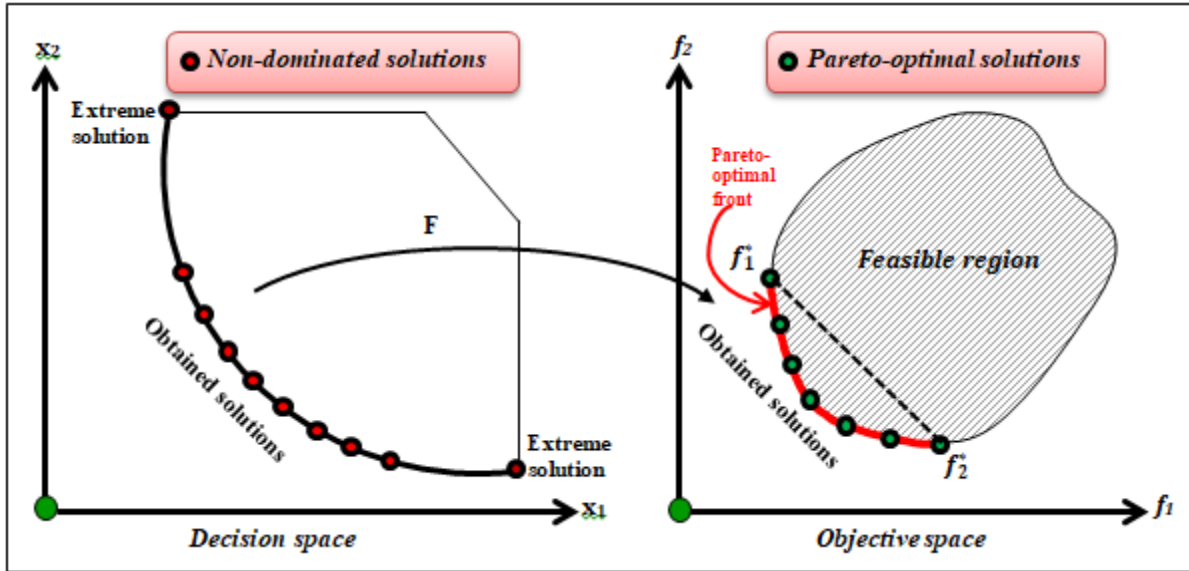 x2
Non-dominated solutions
Extreme
solution
F
Obtained solutions
Extreme
solution
x1
Decision space
f2
Pareto-optimal solutions
Pareto-
optimal
front
f1*
Feasible region
Obtained solutions
f2*
f1
Objective space